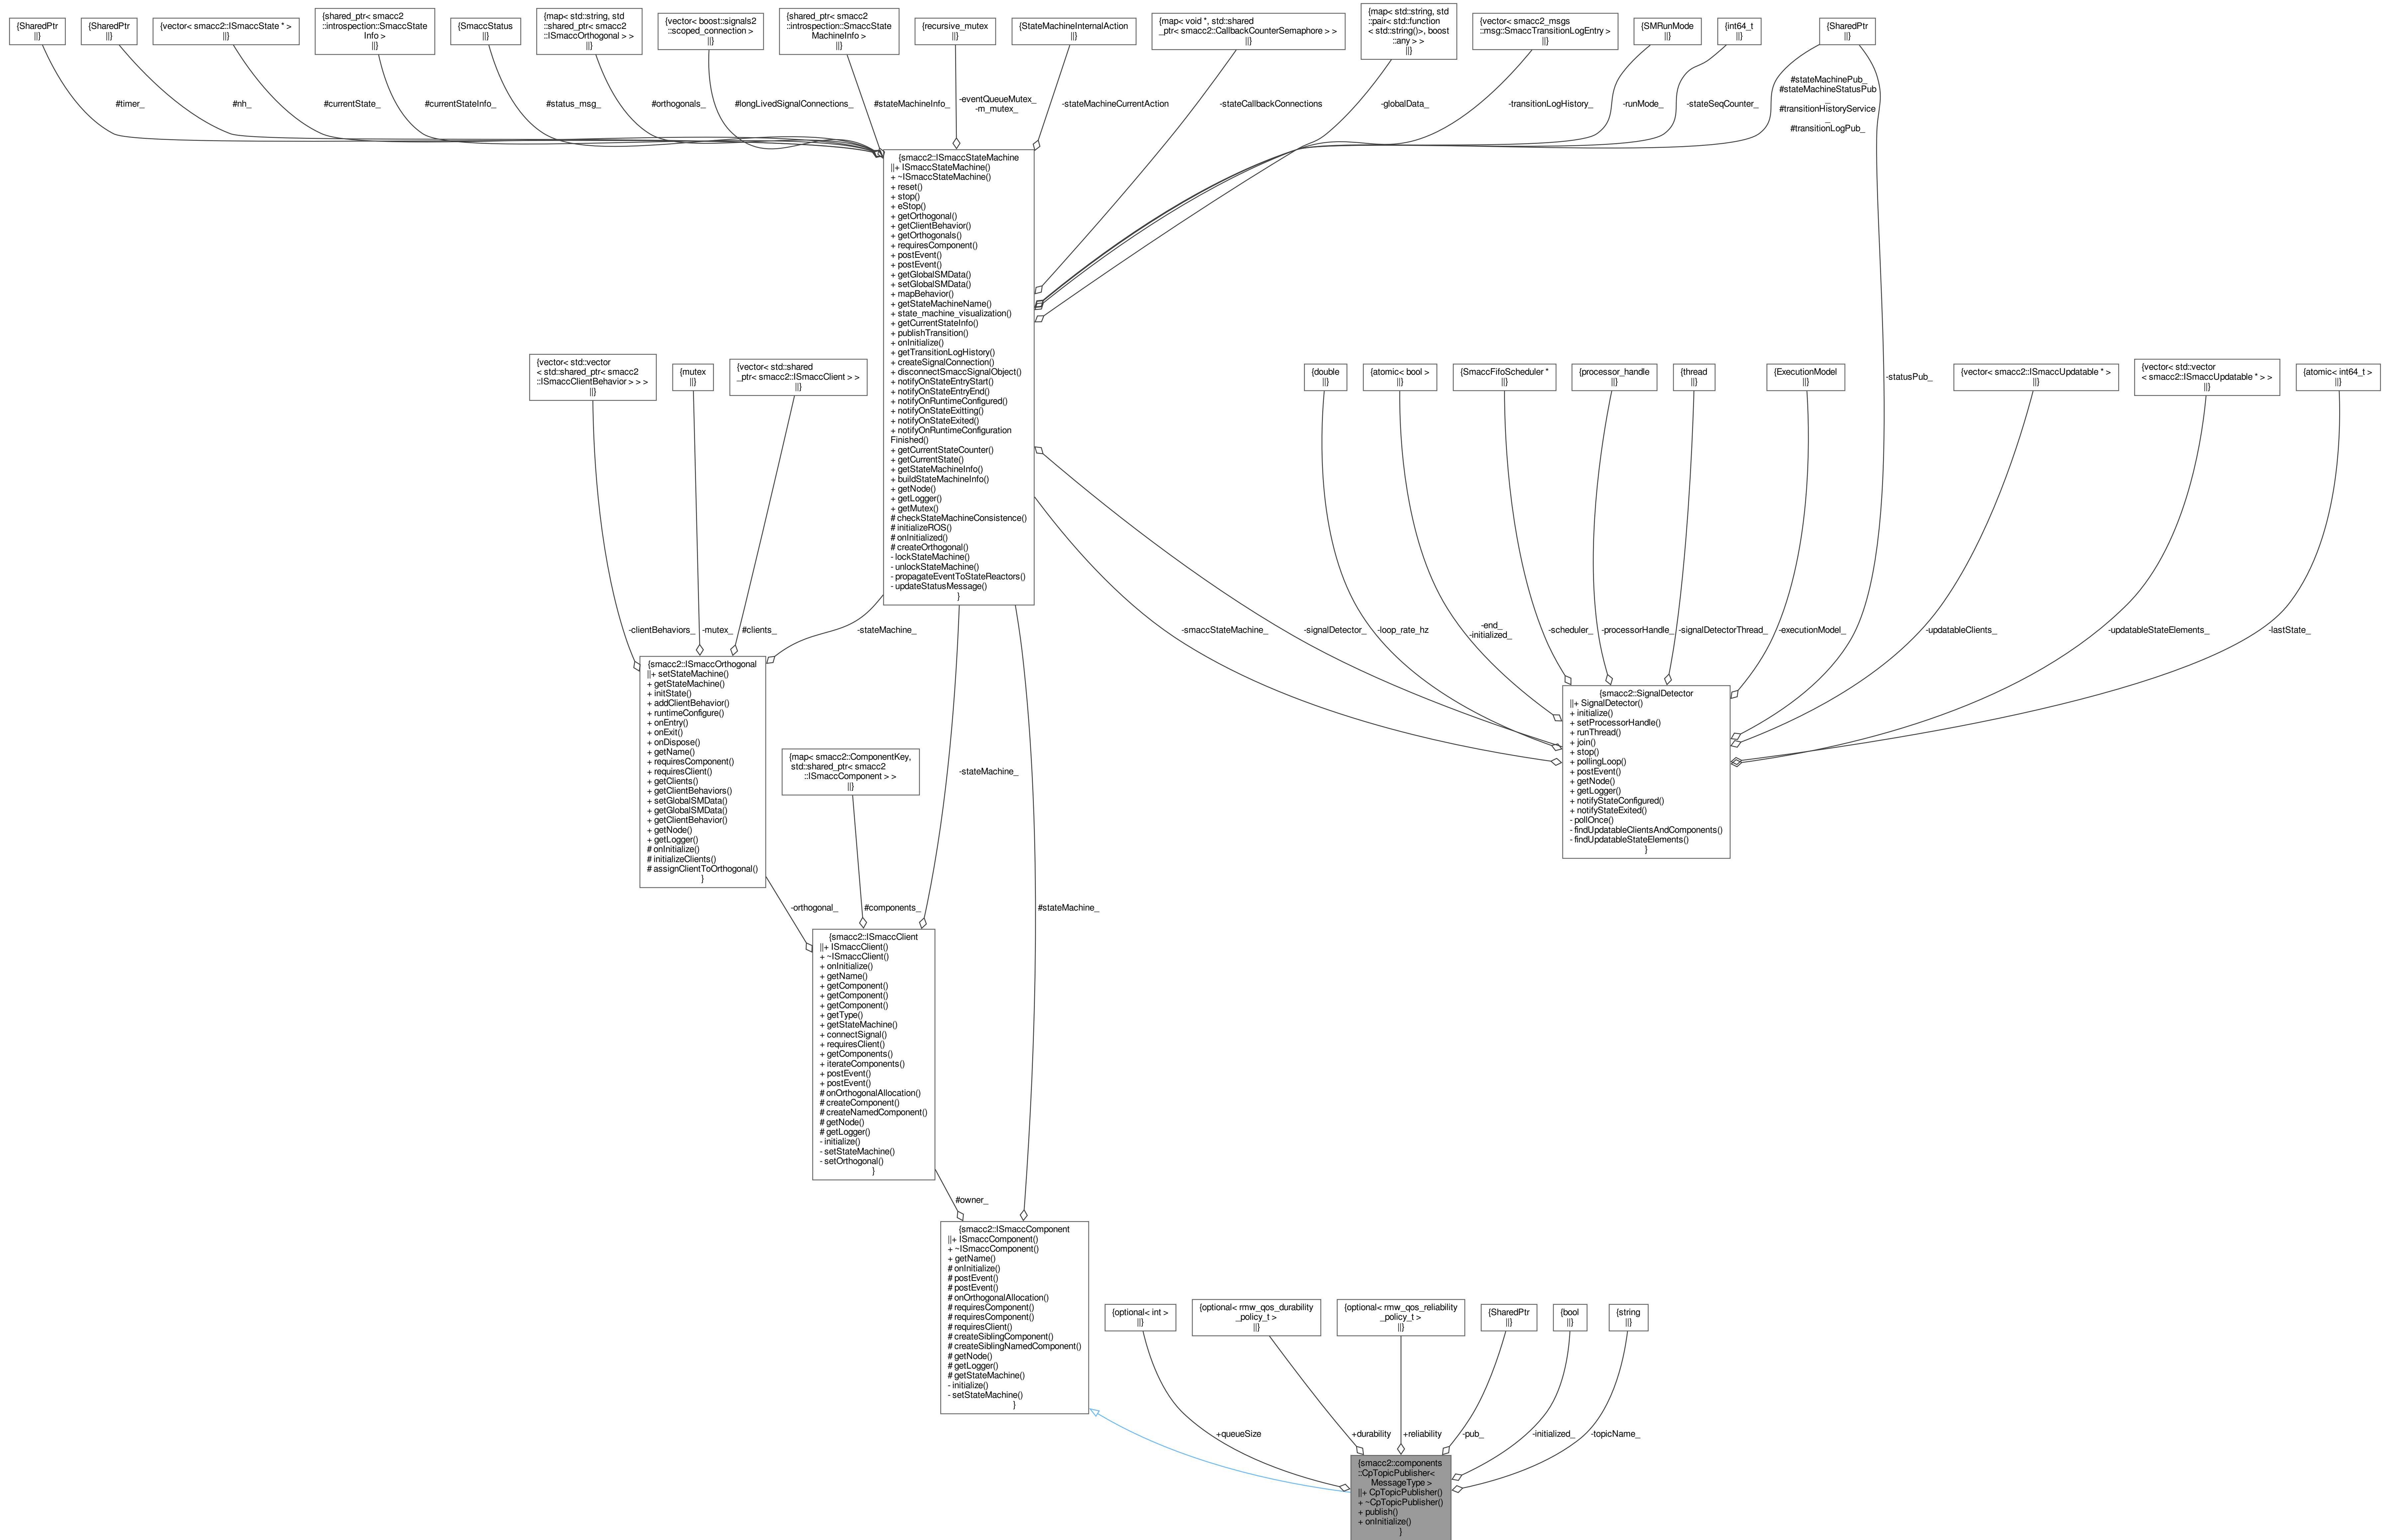 {SharedPtr
||}
{SharedPtr
||}
{vector< smacc2::ISmaccState * >
||}
{shared_ptr< smacc2
::introspection::SmaccState
Info >
||}
{SmaccStatus
||}
{map< std::string, std
::shared_ptr< smacc2
::ISmaccOrthogonal > >
||}
{vector< boost::signals2
::scoped_connection >
||}
{shared_ptr< smacc2
::introspection::SmaccState
MachineInfo >
||}
{recursive_mutex
||}
{StateMachineInternalAction
||}
{map< void *, std::shared
_ptr< smacc2::CallbackCounterSemaphore > >
||}
{map< std::string, std
::pair< std::function
< std::string()>, boost
::any > >
||}
{vector< smacc2_msgs
::msg::SmaccTransitionLogEntry >
||}
{SMRunMode
||}
{int64_t
||}
{SharedPtr
||}
#timer_
#nh_
#currentState_
#currentStateInfo_
#status_msg_
#orthogonals_
#longLivedSignalConnections_
#stateMachineInfo_
-eventQueueMutex_
-m_mutex_
-stateMachineCurrentAction
-stateCallbackConnections
-globalData_
-transitionLogHistory_
-runMode_
-stateSeqCounter_
#stateMachinePub_
#stateMachineStatusPub
_
#transitionHistoryService
_
#transitionLogPub_
{smacc2::ISmaccStateMachine
||+ ISmaccStateMachine()
+ ~ISmaccStateMachine()
+ reset()
+ stop()
+ eStop()
+ getOrthogonal()
+ getClientBehavior()
+ getOrthogonals()
+ requiresComponent()
+ postEvent()
+ postEvent()
+ getGlobalSMData()
+ setGlobalSMData()
+ mapBehavior()
+ getStateMachineName()
+ state_machine_visualization()
+ getCurrentStateInfo()
+ publishTransition()
+ onInitialize()
+ getTransitionLogHistory()
+ createSignalConnection()
+ disconnectSmaccSignalObject()
+ notifyOnStateEntryStart()
+ notifyOnStateEntryEnd()
+ notifyOnRuntimeConfigured()
+ notifyOnStateExitting()
+ notifyOnStateExited()
+ notifyOnRuntimeConfiguration
Finished()
+ getCurrentStateCounter()
+ getCurrentState()
+ getStateMachineInfo()
+ buildStateMachineInfo()
+ getNode()
+ getLogger()
+ getMutex()
# checkStateMachineConsistence()
# initializeROS()
# onInitialized()
# createOrthogonal()
- lockStateMachine()
- unlockStateMachine()
- propagateEventToStateReactors()
- updateStatusMessage()
}
{vector< std::vector
< std::shared_ptr< smacc2
::ISmaccClientBehavior > > >
||}
{mutex
||}
{vector< std::shared
_ptr< smacc2::ISmaccClient > >
||}
{double
||}
{atomic< bool >
||}
{SmaccFifoScheduler *
||}
{processor_handle
||}
{thread
||}
{ExecutionModel
||}
-statusPub_
{vector< smacc2::ISmaccUpdatable * >
||}
{vector< std::vector
< smacc2::ISmaccUpdatable * > >
||}
{atomic< int64_t >
||}
-clientBehaviors_
-mutex_
#clients_
-stateMachine_
-smaccStateMachine_
-signalDetector_
-loop_rate_hz
-end_
-initialized_
-scheduler_
-processorHandle_
-signalDetectorThread_
-executionModel_
-updatableClients_
-updatableStateElements_
-lastState_
{smacc2::ISmaccOrthogonal
||+ setStateMachine()
+ getStateMachine()
+ initState()
+ addClientBehavior()
+ runtimeConfigure()
+ onEntry()
+ onExit()
+ onDispose()
+ getName()
+ requiresComponent()
+ requiresClient()
+ getClients()
+ getClientBehaviors()
+ setGlobalSMData()
+ getGlobalSMData()
+ getClientBehavior()
+ getNode()
+ getLogger()
# onInitialize()
# initializeClients()
# assignClientToOrthogonal()
}
{smacc2::SignalDetector
||+ SignalDetector()
+ initialize()
+ setProcessorHandle()
+ runThread()
+ join()
+ stop()
+ pollingLoop()
+ postEvent()
+ getNode()
+ getLogger()
+ notifyStateConfigured()
+ notifyStateExited()
- pollOnce()
- findUpdatableClientsAndComponents()
- findUpdatableStateElements()
}
{map< smacc2::ComponentKey,
std::shared_ptr< smacc2
::ISmaccComponent > >
||}
-stateMachine_
-orthogonal_
#components_
#stateMachine_
{smacc2::ISmaccClient
||+ ISmaccClient()
+ ~ISmaccClient()
+ onInitialize()
+ getName()
+ getComponent()
+ getComponent()
+ getComponent()
+ getType()
+ getStateMachine()
+ connectSignal()
+ requiresClient()
+ getComponents()
+ iterateComponents()
+ postEvent()
+ postEvent()
# onOrthogonalAllocation()
# createComponent()
# createNamedComponent()
# getNode()
# getLogger()
- initialize()
- setStateMachine()
- setOrthogonal()
}
#owner_
{smacc2::ISmaccComponent
||+ ISmaccComponent()
+ ~ISmaccComponent()
+ getName()
# onInitialize()
# postEvent()
# postEvent()
# onOrthogonalAllocation()
# requiresComponent()
# requiresComponent()
# requiresClient()
# createSiblingComponent()
# createSiblingNamedComponent()
# getNode()
# getLogger()
# getStateMachine()
- initialize()
- setStateMachine()
}
{optional< int >
||}
{optional< rmw_qos_durability
_policy_t >
||}
{optional< rmw_qos_reliability
_policy_t >
||}
{SharedPtr
||}
{bool
||}
{string
||}
+queueSize
+durability
+reliability
-pub_
-initialized_
-topicName_
{smacc2::components
::CpTopicPublisher<
MessageType >
||+ CpTopicPublisher()
+ ~CpTopicPublisher()
+ publish()
+ onInitialize()
}